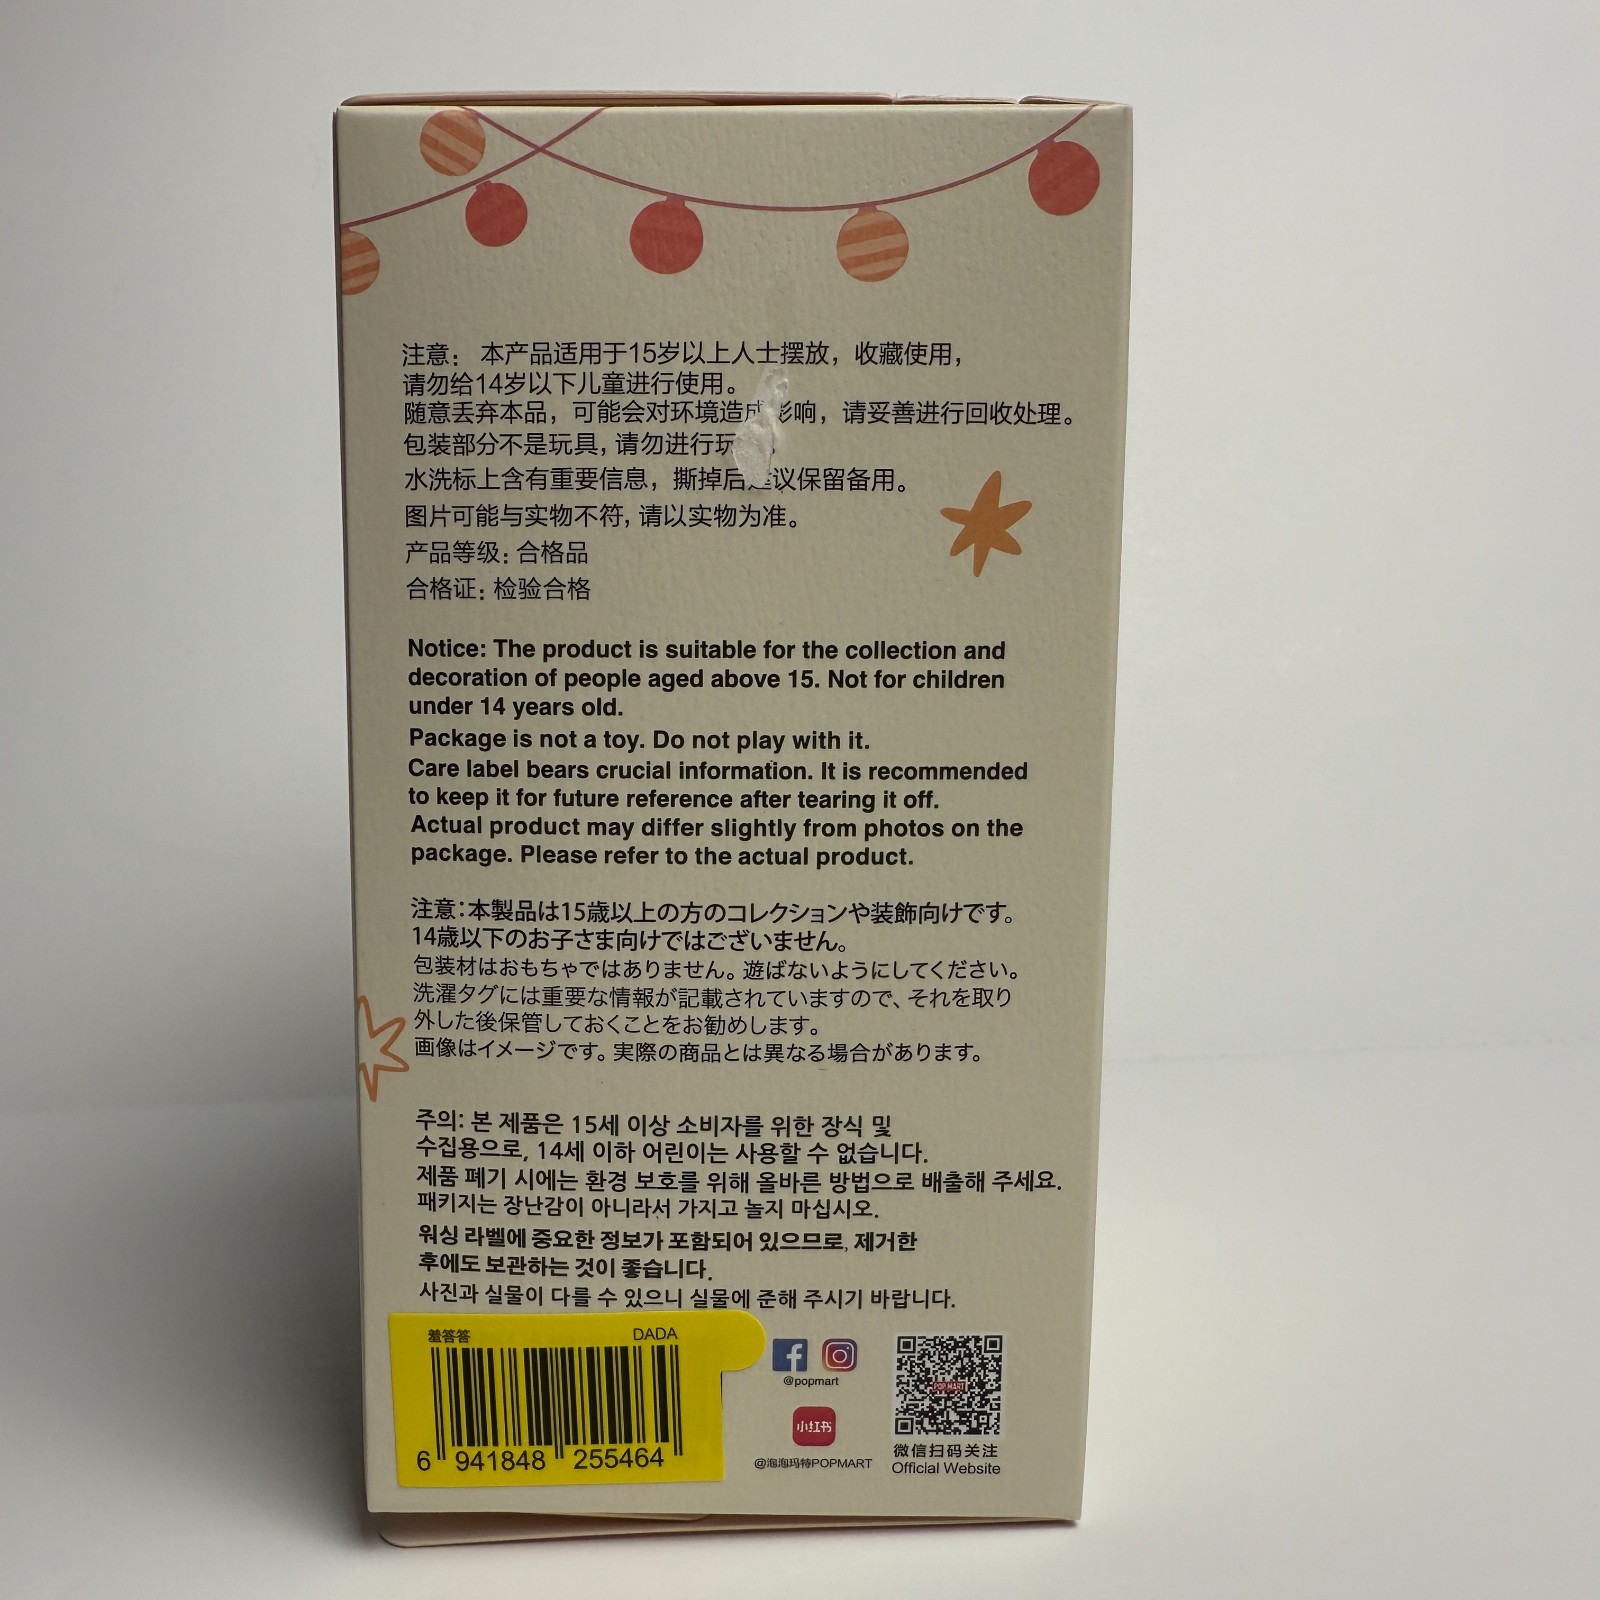 注意： 本产品适用于15岁以上人士摆放，收藏使用，
请勿给14岁以下儿童进行使用。
随意丢弃本品，可能会对环境造成影响，请妥善进行回收处理。
包装部分不是玩具，请勿进行玩
水洗标上含有重要信息，撕掉后建议保留备用。
图片可能与实物不符，请以实物为准。
产品等级：合格品
合格证：检验合格
Notice: The product is suitable for the collection and
decoration of people aged above 15. Not for children
under 14 years old.
Package is not a toy. Do not play with it.
Care label bears crucial information. It is recommended
to keep it for future reference after tearing it off.
Actual product may differ slightly from photos on the
package. Please refer to the actual product.
注意：本製品は15歳以上の方のコレクションや装飾向けです。
14歳以下のお子さま向けではございません。
包装材はおもちゃではありません。遊ばないようにしてください。
洗濯タグには重要な情報が記載されていますので、それを取り
外した後保管しておくことをお勧めします。
画像はイメージです。実際の商品とは異なる場合があります。
주의: 본 제품은 15세 이상 소비자를 위한 장식 및
수집용으로, 14세 이하 어린이는 사용할 수 없습니다.
제품 폐기 시에는 환경 보호를 위해 올바른 방법으로 배출해 주세요.
패키지는 장난감이 아니라서 가지고 놀지 마십시오.
워싱 라벨에 중요한 정보가 포함되어 있으므로, 제거한
후에도 보관하는 것이 좋습니다.
사진과 실물이 다를 수 있으니 실물에 준해 주시기 바랍니다.
羞答答 DADA
6 941848 255464
@popmart
小红书
@泡泡玛特POPMART
POP MART
微信扫码关注
Official Website